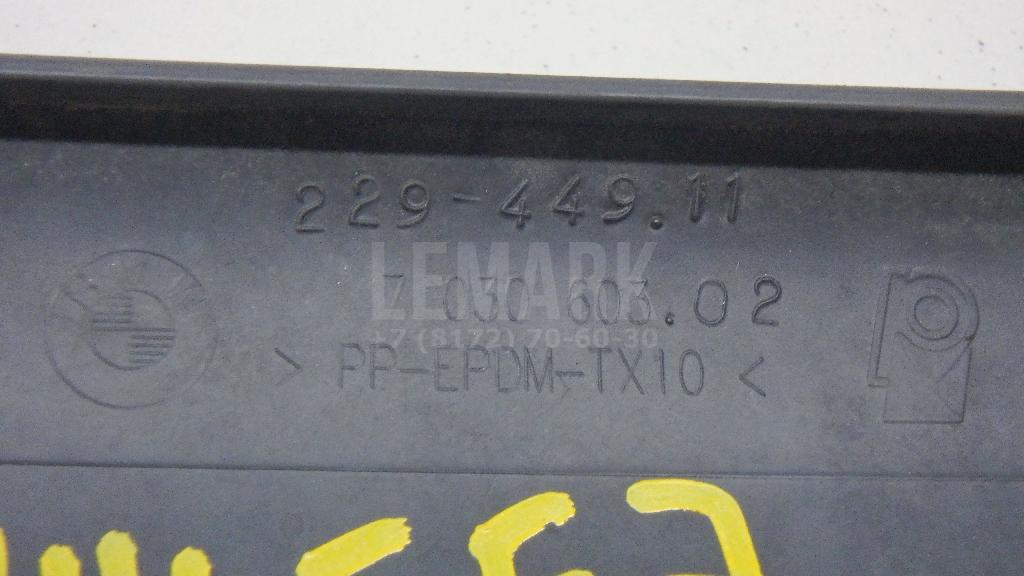 229-449.11
LEMARK
7 030 603.02
+7 (8172) 70-60-30
> PP-EPDM-TX10 <